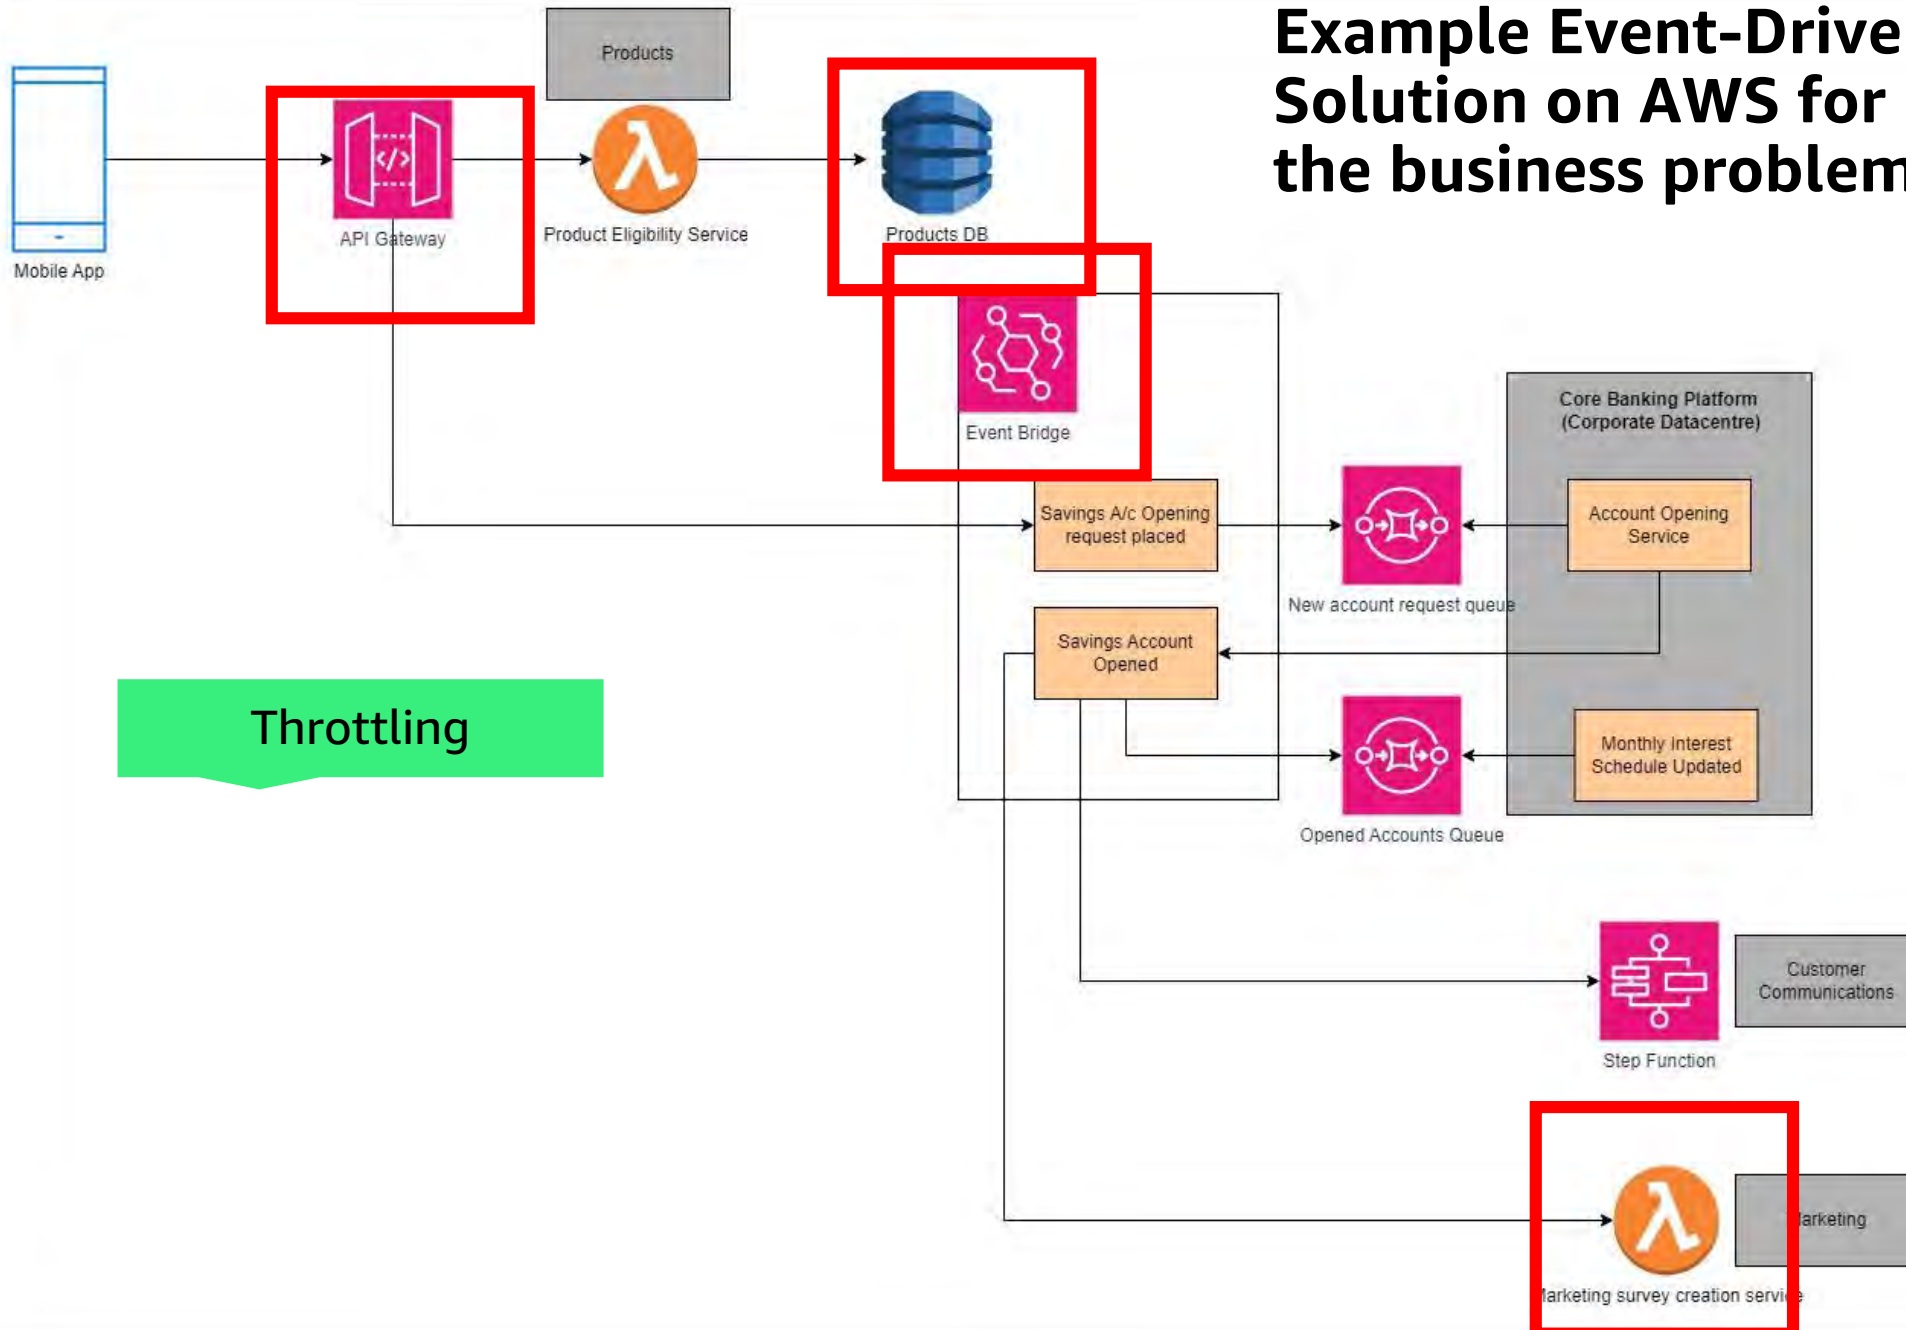 Example Event-Drive
Solution on AWS for
the business problem
Products
</>
API Gateway
Product Eligibility Service
Products DB
Mobile App
Event Bridge
Core Banking Platform
(Corporate Datacentre)
Savings A/c Opening
request placed
Account Opening
Service
New account request queue
Savings Account
Opened
Throttling
Monthly Interest
Schedule Updated
Opened Accounts Queue
Customer
Communications
Step Function
arketing
arketing survey creation service